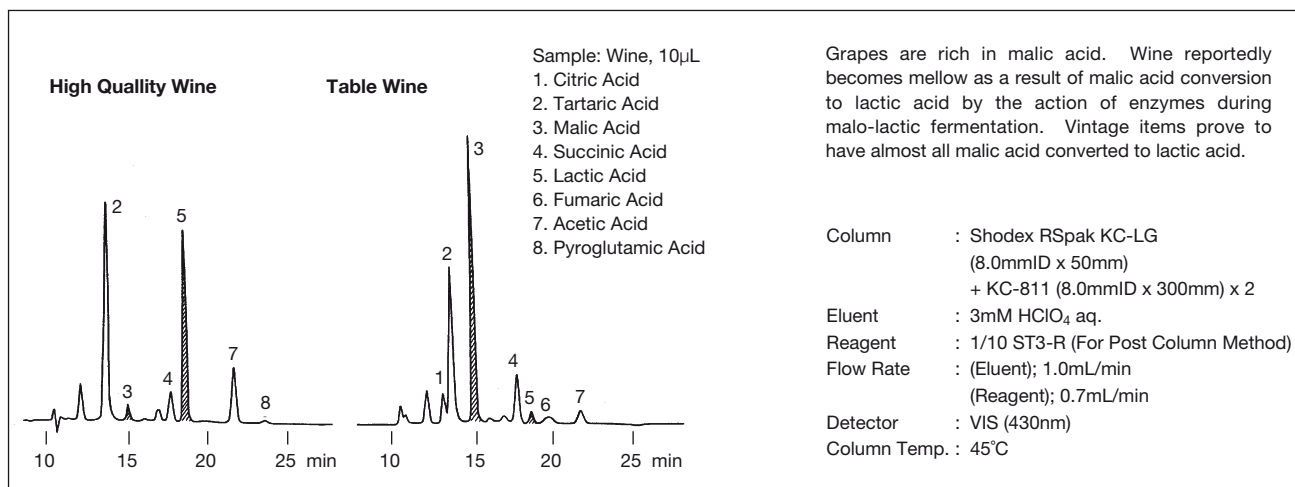 High Quallity Wine
2
5
3
4
7
8
10 15 20 25 min
Table Wine
3
2
1
4
5
6
7
10 15 20 25 min
Sample: Wine, 10μL
1. Citric Acid
2. Tartaric Acid
3. Malic Acid
4. Succinic Acid
5. Lactic Acid
6. Fumaric Acid
7. Acetic Acid
8. Pyroglutamic Acid
Grapes are rich in malic acid. Wine reportedly
becomes mellow as a result of malic acid conversion
to lactic acid by the action of enzymes during
malo-lactic fermentation. Vintage items prove to
have almost all malic acid converted to lactic acid.
Column : Shodex RSpak KC-LG
(8.0mmID x 50mm)
+ KC-811 (8.0mmID x 300mm) x 2
Eluent : 3mM HClO₄ aq.
Reagent : 1/10 ST3-R (For Post Column Method)
Flow Rate : (Eluent); 1.0mL/min
(Reagent); 0.7mL/min
Detector : VIS (430nm)
Column Temp. : 45°C